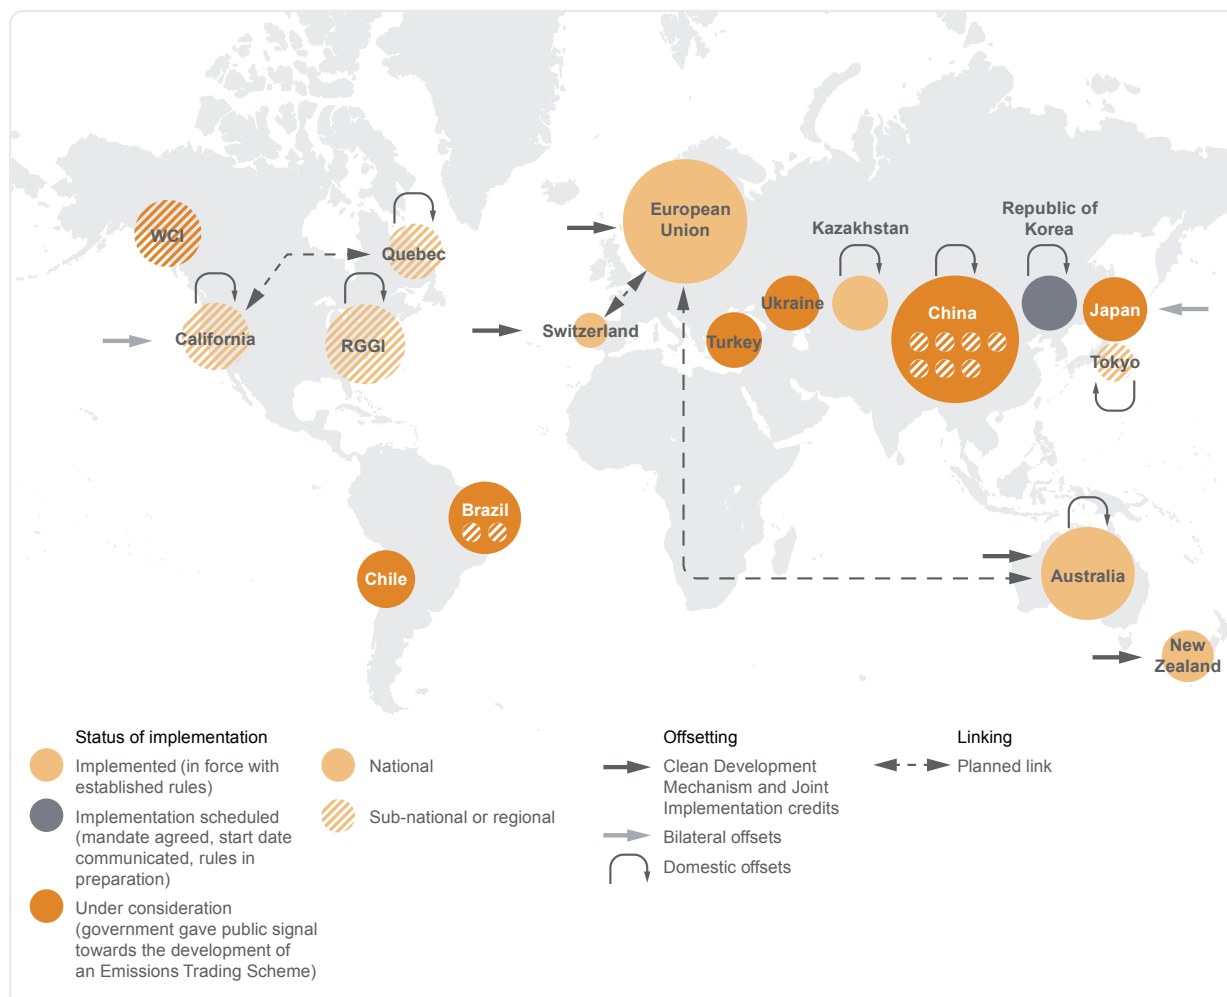 European
Union
Republic of
Korea
Kazakhstan
WCI
Quebec
Ukraine
China
Japan
California
RGGI
Switzerland
Turkey
Tokyo
Brazil
Chile
Australia
New
Zealand
Status of implementation
Implemented (in force with
established rules)
Implementation scheduled
(mandate agreed, start date
communicated, rules in
preparation)
Under consideration
(government gave public signal
towards the development of
an Emissions Trading Scheme)
National
Sub-national or regional
Offsetting
Clean Development
Mechanism and Joint
Implementation credits
Bilateral offsets
Domestic offsets
Linking
Planned link